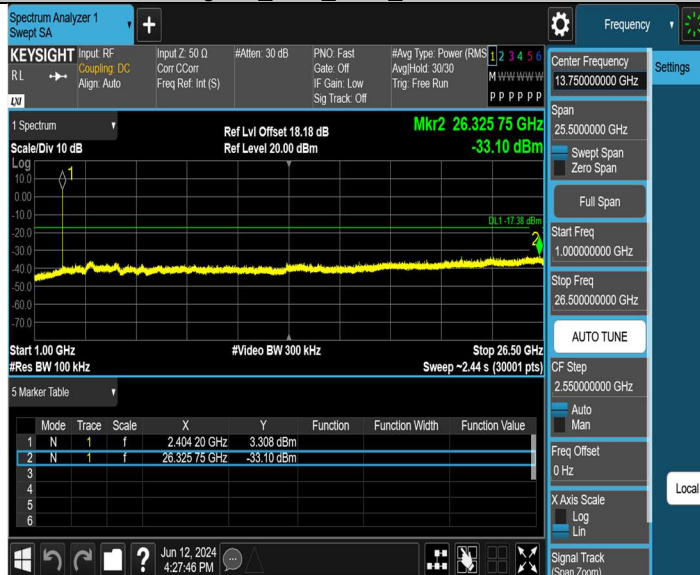 Spectrum Analyzer 1
Swept SA
+
Frequency
KEYSIGHT
RL
LXI
Input: RF
Coupling: DC
Align: Auto
Input Z: 50 Ω
Corr CCorr
Freq Ref: Int (S)
#Atten: 30 dB
PNO: Fast
Gate: Off
IF Gain: Low
Sig Track: Off
#Avg Type: Power (RMS
Avg|Hold: 30/30
Trig: Free Run
1 2 3 4 5 6
M W W W W W
P P P P P P
Center Frequency
13.750000000 GHz
Settings
1 Spectrum
Scale/Div 10 dB
Ref Lvl Offset 18.18 dB
Ref Level 20.00 dBm
Mkr2 26.325 75 GHz
-33.10 dBm
Span
25.5000000 GHz
Swept Span
Zero Span
Full Span
Start Freq
1.000000000 GHz
Stop Freq
26.500000000 GHz
AUTO TUNE
CF Step
2.550000000 GHz
Auto
Man
Freq Offset
0 Hz
X Axis Scale
Log
Lin
Signal Track
(Span Zoom)
Local
Log
10.0
0.00
-10.0
-20.0
-30.0
-40.0
-50.0
-60.0
-70.0
1
DL1 -17.38 dBm
2
Start 1.00 GHz
#Video BW 300 kHz
Stop 26.50 GHz
#Res BW 100 kHz
Sweep ~2.44 s (30001 pts)
5 Marker Table
Mode Trace Scale X Y Function Function Width Function Value
1 N 1 f 2.404 20 GHz 3.308 dBm
2 N 1 f 26.325 75 GHz -33.10 dBm
3
4
5
6
?
Jun 12, 2024
4:27:46 PM